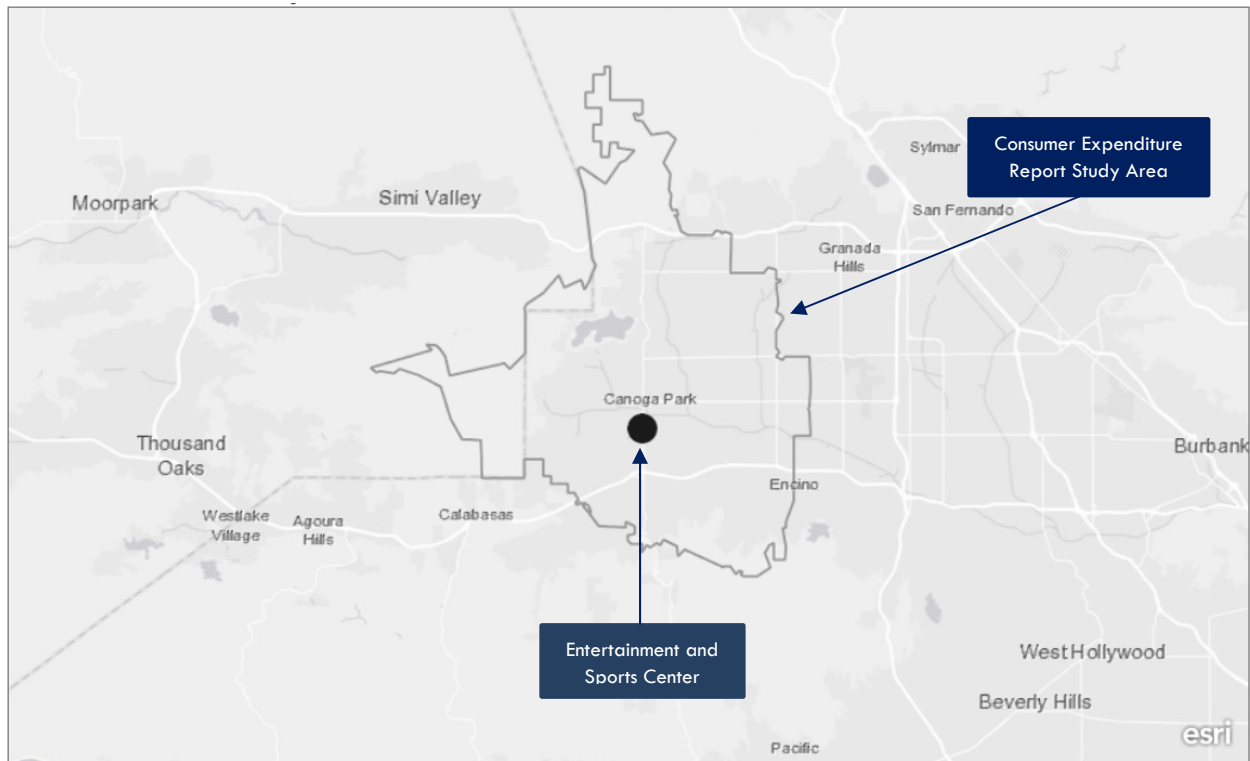 Consumer Expenditure
Report Study Area
Sylmar
Simi Valley
Moorpark
San Fernando
Granada
Hills
Canoga Park
Thousand
Oaks
Burbank
Encino
Westlake
Village
Agoura
Hills
Calabasas
Entertainment and
Sports Center
West Hollywood
Beverly Hills
esri
Pacific